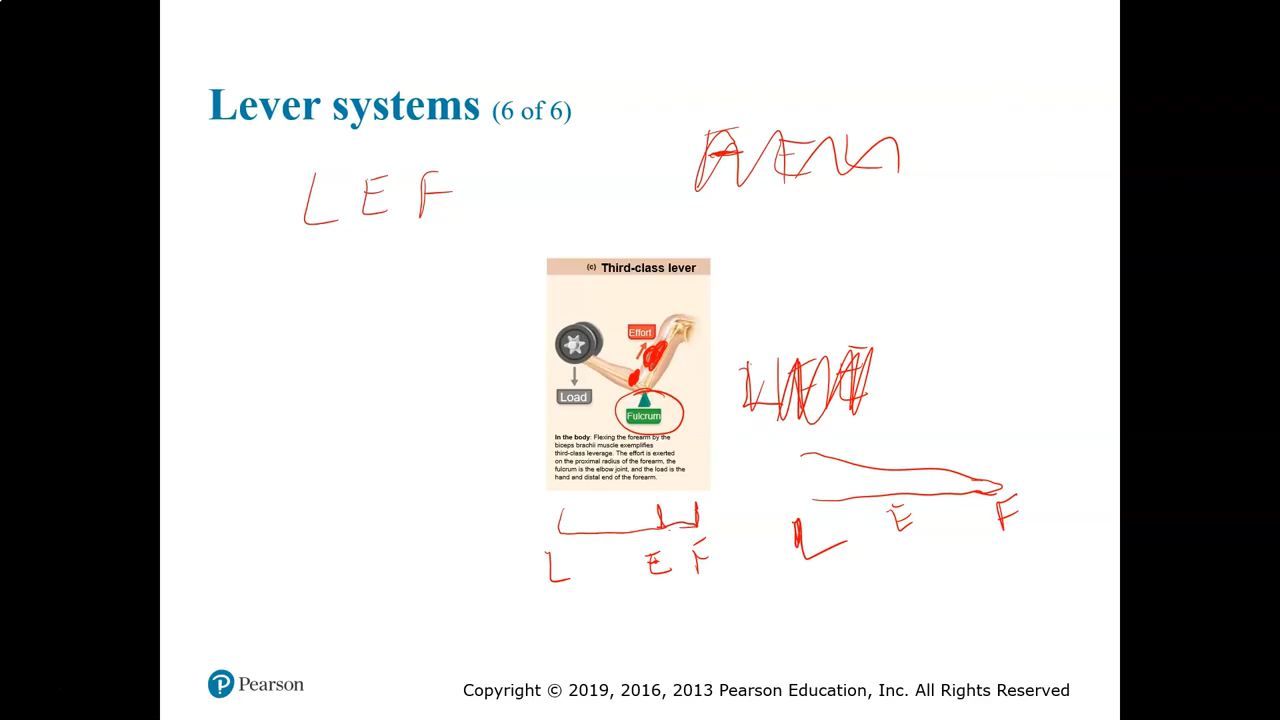 Lever systems (6 of 6)
L E F
(c) Third-class lever
Effort
Load
Fulcrum
In the body: Flexing the forearm by the
biceps brachii muscle exemplifies
third-class leverage. The effort is exerted
on the proximal radius of the forearm, the
fulcrum is the elbow joint, and the load is the
hand and distal end of the forearm.
L E F
L E F
Pearson
Copyright © 2019, 2016, 2013 Pearson Education, Inc. All Rights Reserved